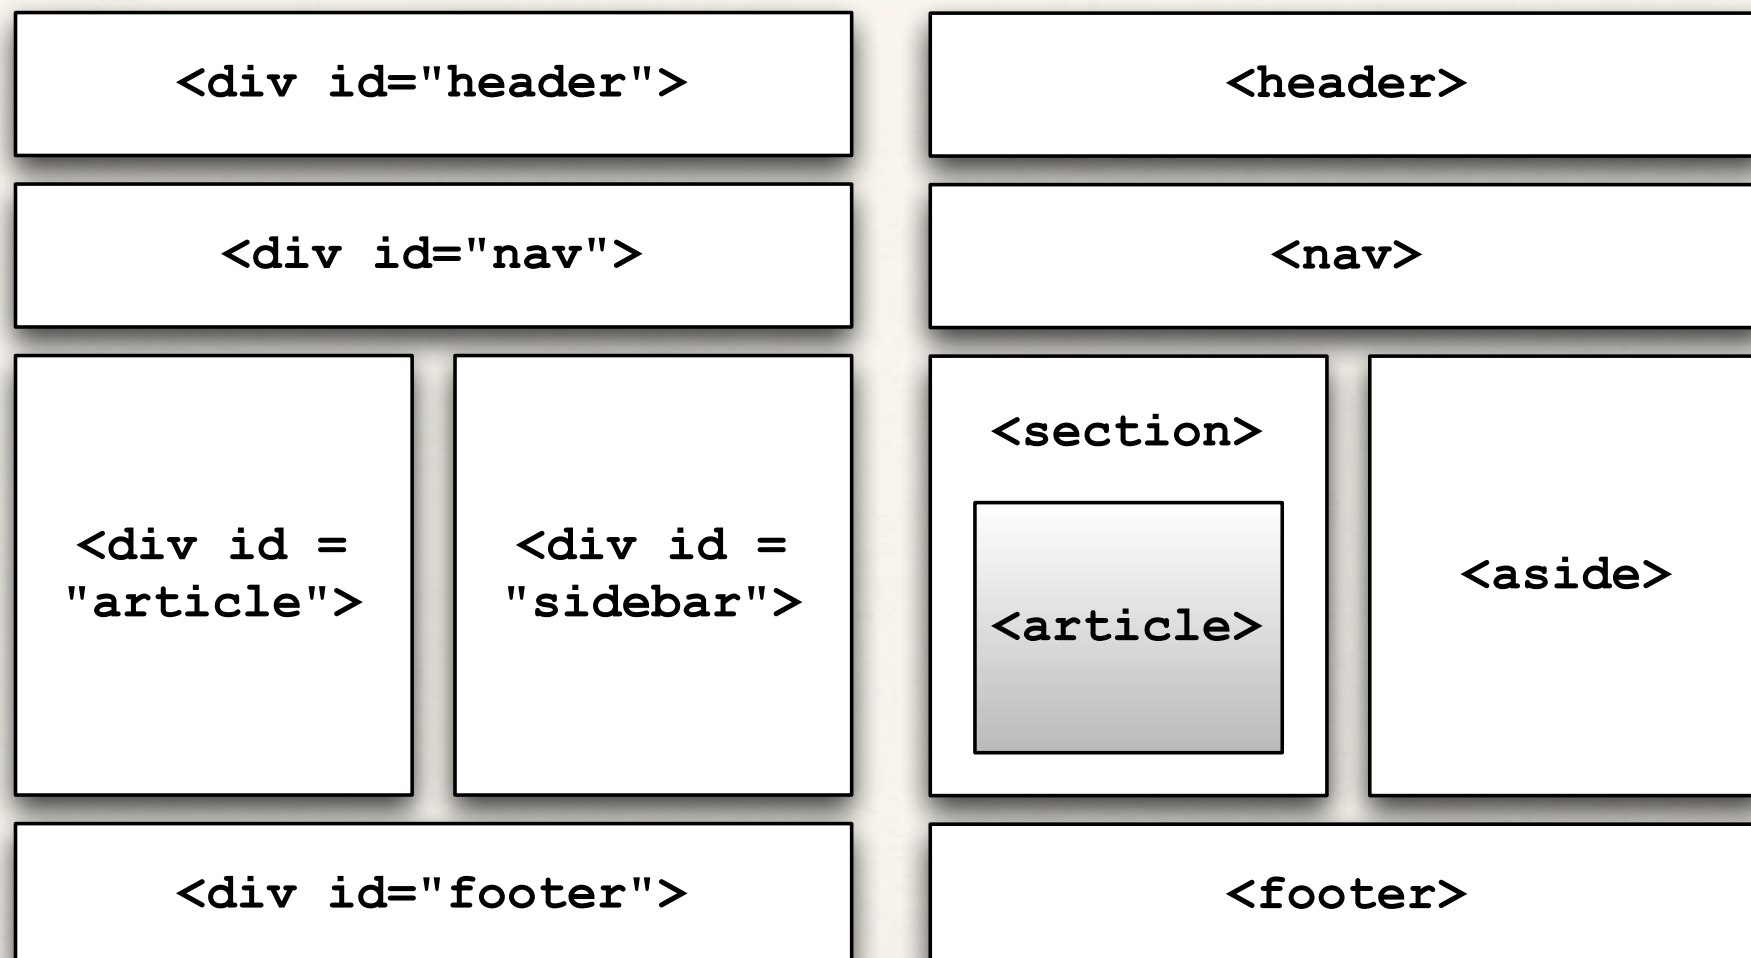 <div id="header">
<div id="nav">
<div id =
"article">
<div id =
"sidebar">
<div id="footer">
<header>
<nav>
<section>
<article>
<aside>
<footer>